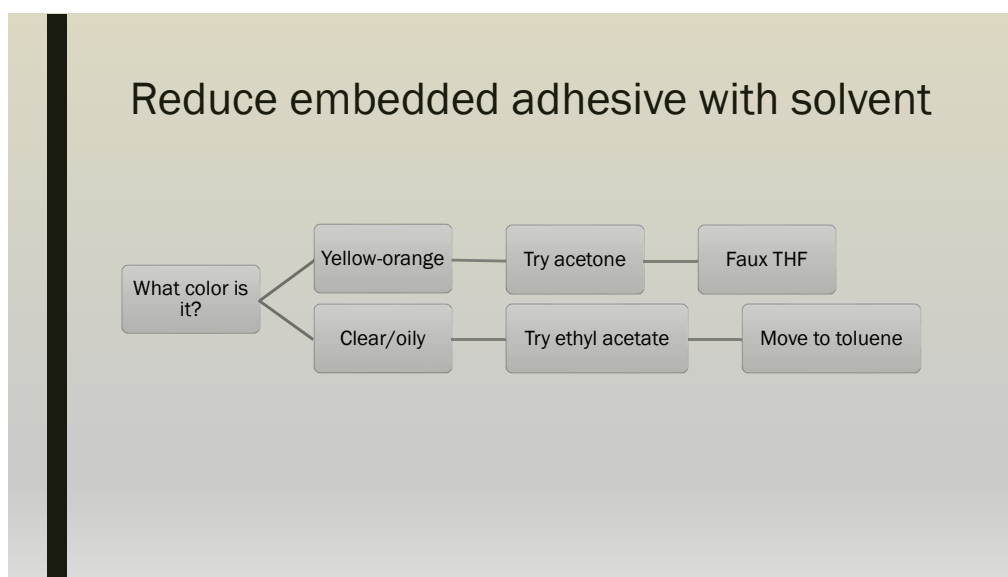 Reduce embedded adhesive with solvent
What color is
it?
Yellow-orange
Try acetone
Faux THF
Clear/oily
Try ethyl acetate
Move to toluene